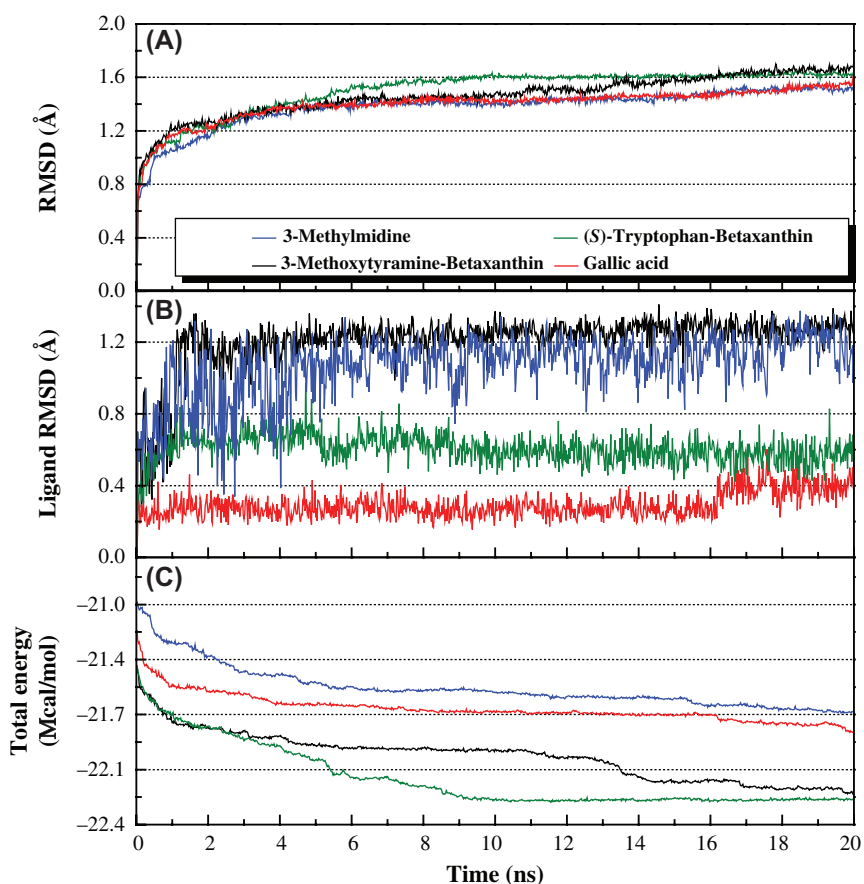 (A)
2.0
1.6
1.2
0.8
0.4
0.0
RMSD (Å)
3-Methylmidine
(S)-Tryptophan-Betaxanthin
3-Methoxytyramine-Betaxanthin
Gallic acid
(B)
1.2
0.8
0.4
0.0
Ligand RMSD (Å)
(C)
–21.0
–21.4
–21.7
–22.1
–22.4
Total energy
(Mcal/mol)
0 2 4 6 8 10 12 14 16 18 20
Time (ns)